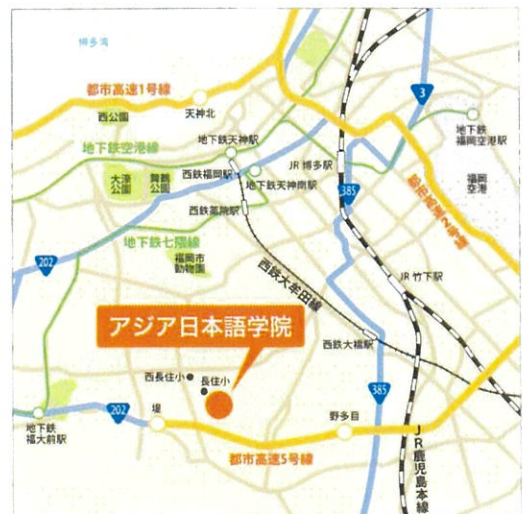 博多湾
都市高速1号線
西公園
天神北
3
地下鉄天神駅
地下鉄
福岡空港駅
地下鉄空港線
西鉄福岡駅
JR 博多駅
大濠
公園
舞鶴
公園
地下鉄天神南駅
福岡
空港
385
西鉄薬院駅
都市高速2号線
202
地下鉄七隈線
福岡市
動物園
西鉄大牟田線
JR 竹下駅
アジア日本語学院
西鉄大橋駅
西長住小
長住小
385
202
堤
野多目
地下鉄
福大前駅
都市高速5号線
JR鹿児島本線